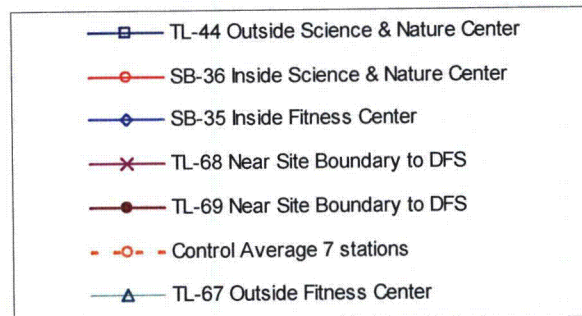 TL-44 Outside Science & Nature Center
SB-36 Inside Science & Nature Center
SB-35 Inside Fitness Center
TL-68 Near Site Boundary to DFS
TL-69 Near Site Boundary to DFS
Control Average 7 stations
TL-67 Outside Fitness Center